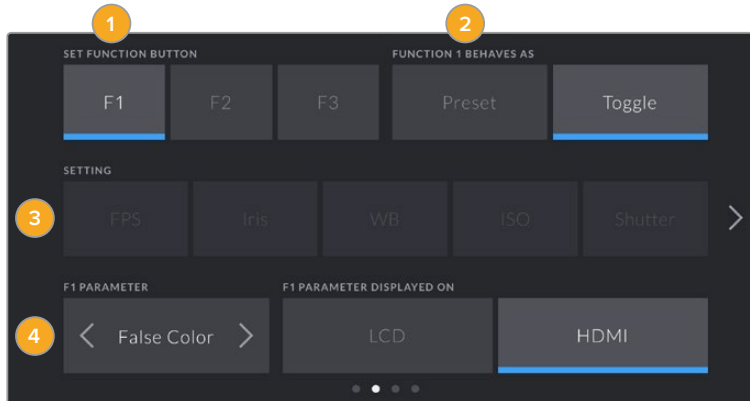 1
2
SET FUNCTION BUTTON
FUNCTION 1 BEHAVES AS
F1 F2 F3 Preset Toggle
SETTING
3
FPS Iris WB ISO Shutter
F1 PARAMETER
F1 PARAMETER DISPLAYED ON
4
False Color LCD HDMI